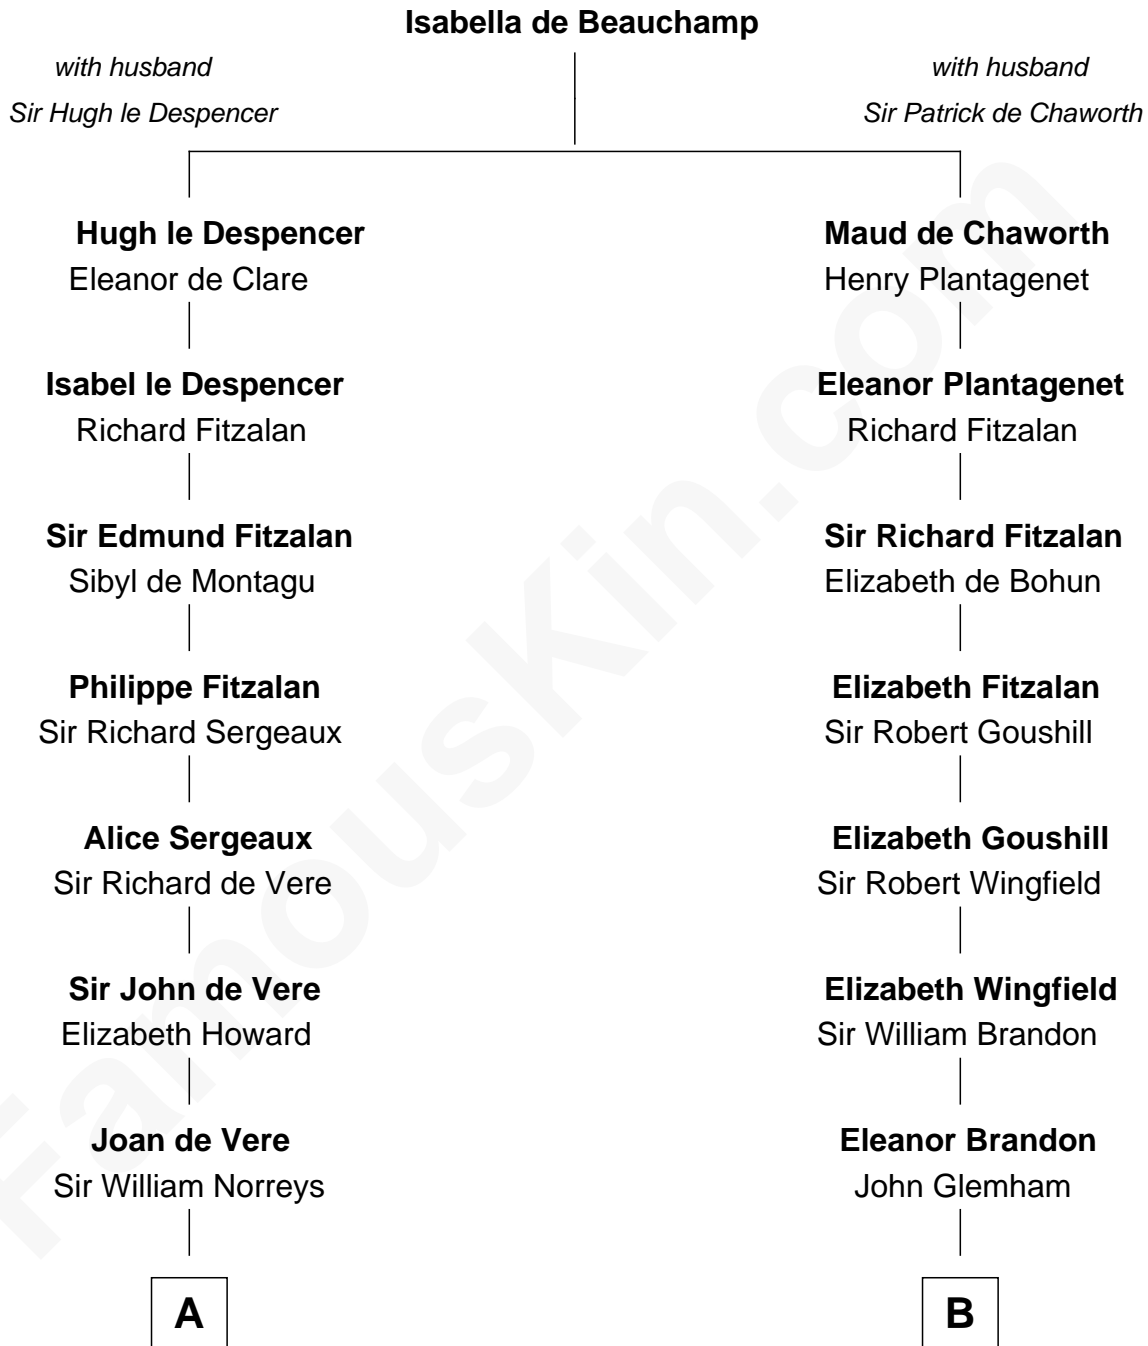 Isabella de Beauchamp
with husband
Sir Hugh le Despencer
with husband
Sir Patrick de Chaworth
Hugh le Despencer
Eleanor de Clare
Isabel le Despencer
Richard Fitzalan
Sir Edmund Fitzalan
Sibyl de Montagu
Philippe Fitzalan
Sir Richard Sergeaux
Alice Sergeaux
Sir Richard de Vere
Sir John de Vere
Elizabeth Howard
Joan de Vere
Sir William Norreys
A
Maud de Chaworth
Henry Plantagenet
Eleanor Plantagenet
Richard Fitzalan
Sir Richard Fitzalan
Elizabeth de Bohun
Elizabeth Fitzalan
Sir Robert Goushill
Elizabeth Goushill
Sir Robert Wingfield
Elizabeth Wingfield
Sir William Brandon
Eleanor Brandon
John Glemham
B
FamousKin.com